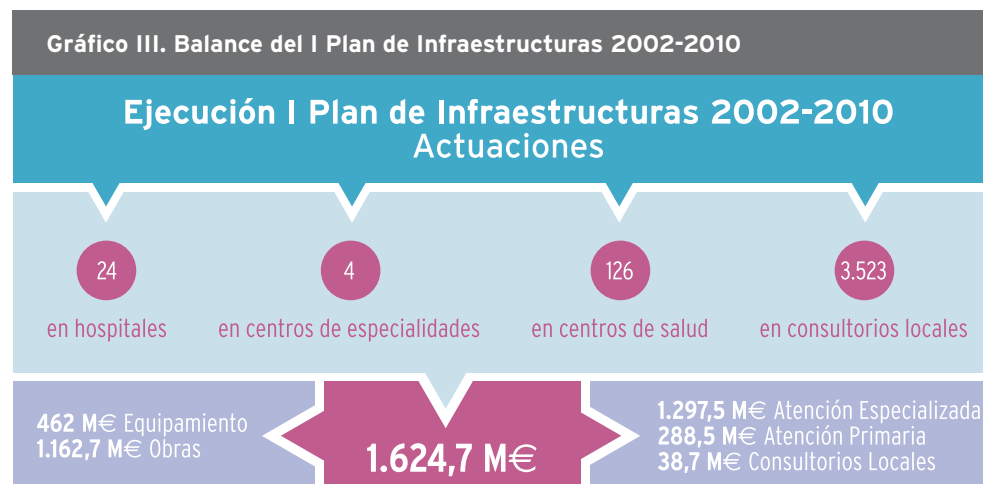 Gráfico III. Balance del I Plan de Infraestructuras 2002-2010
Ejecución I Plan de Infraestructuras 2002-2010
Actuaciones
24
en hospitales
4
en centros de especialidades
126
en centros de salud
3.523
en consultorios locales
462 M€ Equipamiento
1.162,7 M€ Obras
1.624,7 M€
1.297,5 M€ Atención Especializada
288,5 M€ Atención Primaria
38,7 M€ Consultorios Locales